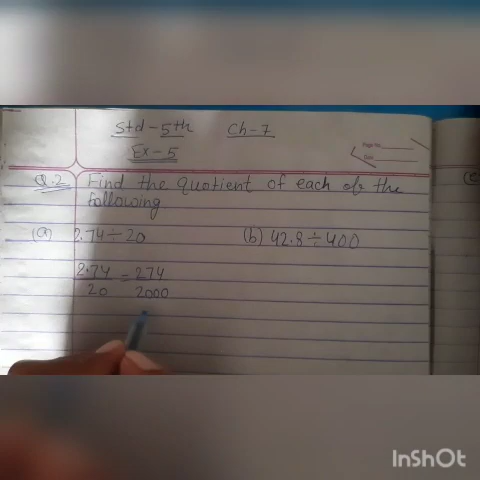 Std-5th Ch-7
Ex-5
Page No.
Date
Q.2 Find the quotient of each of the
following
(a) 2.74÷20 (b) 42.8÷400
2.74 = 274
20 2000
InShOt